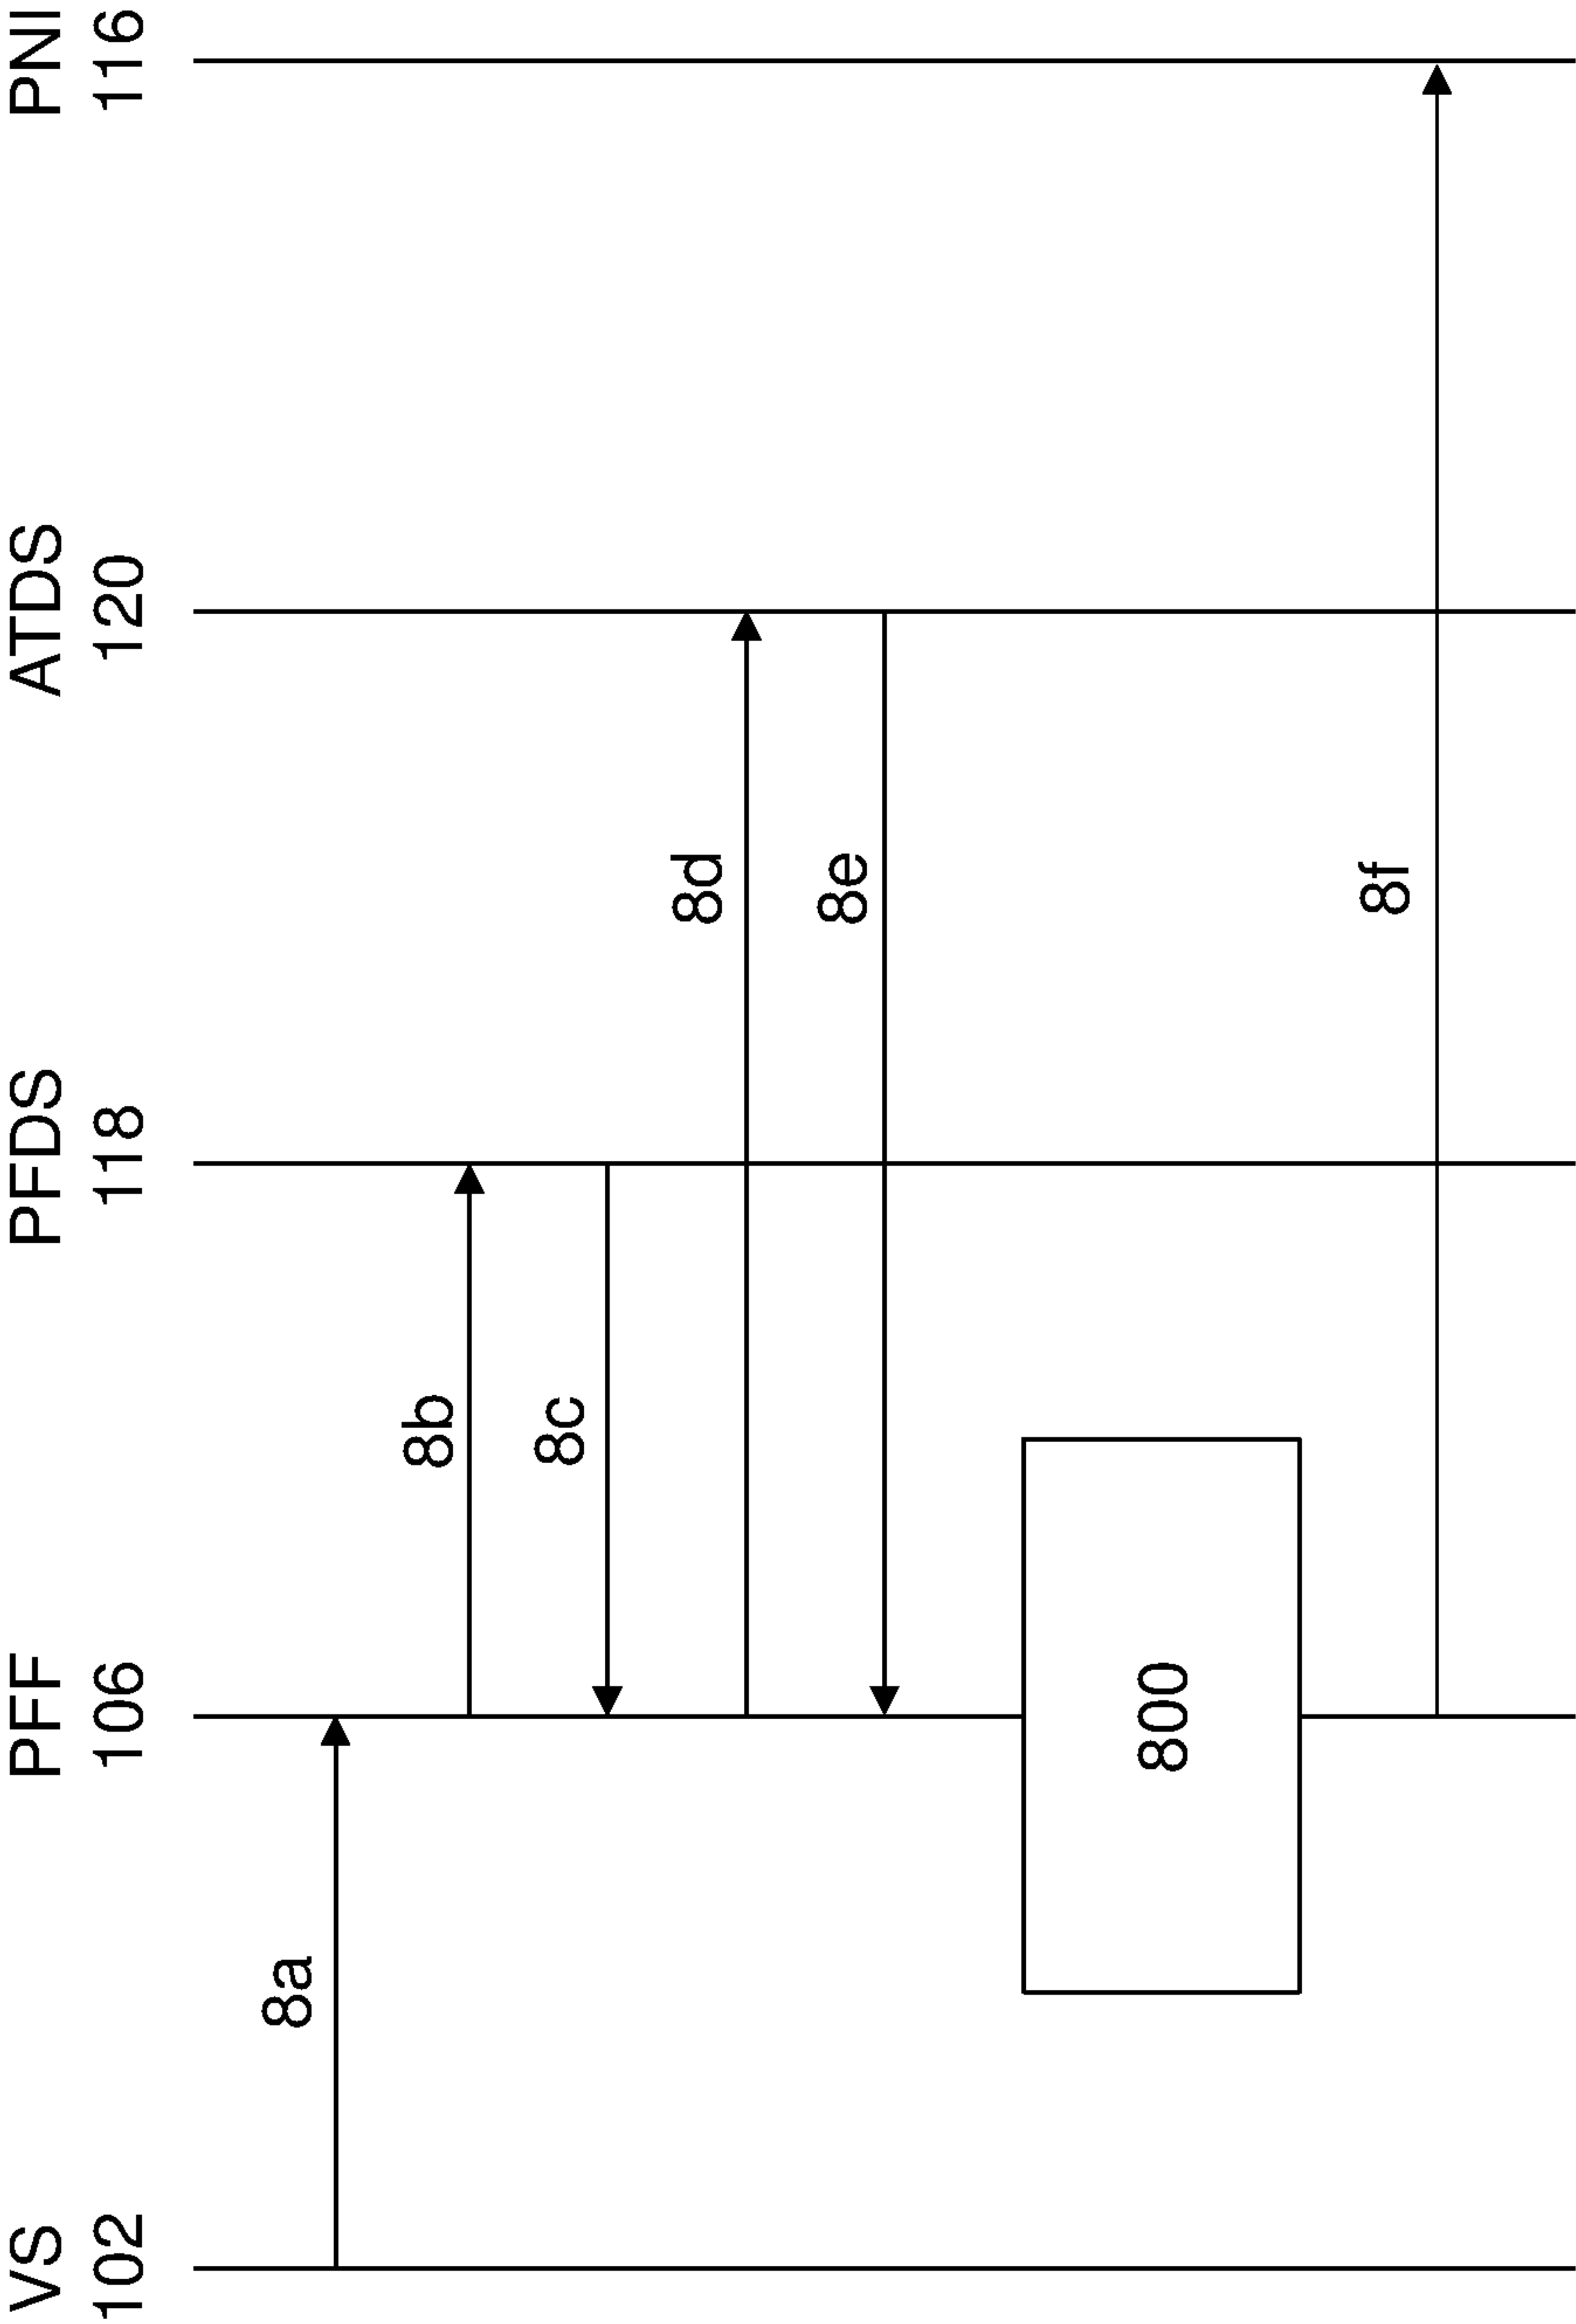 VS
102
PFF
106
PFDS
118
ATDS
120
PNI
116
8a
8b
8c
8d
8e
800
8f